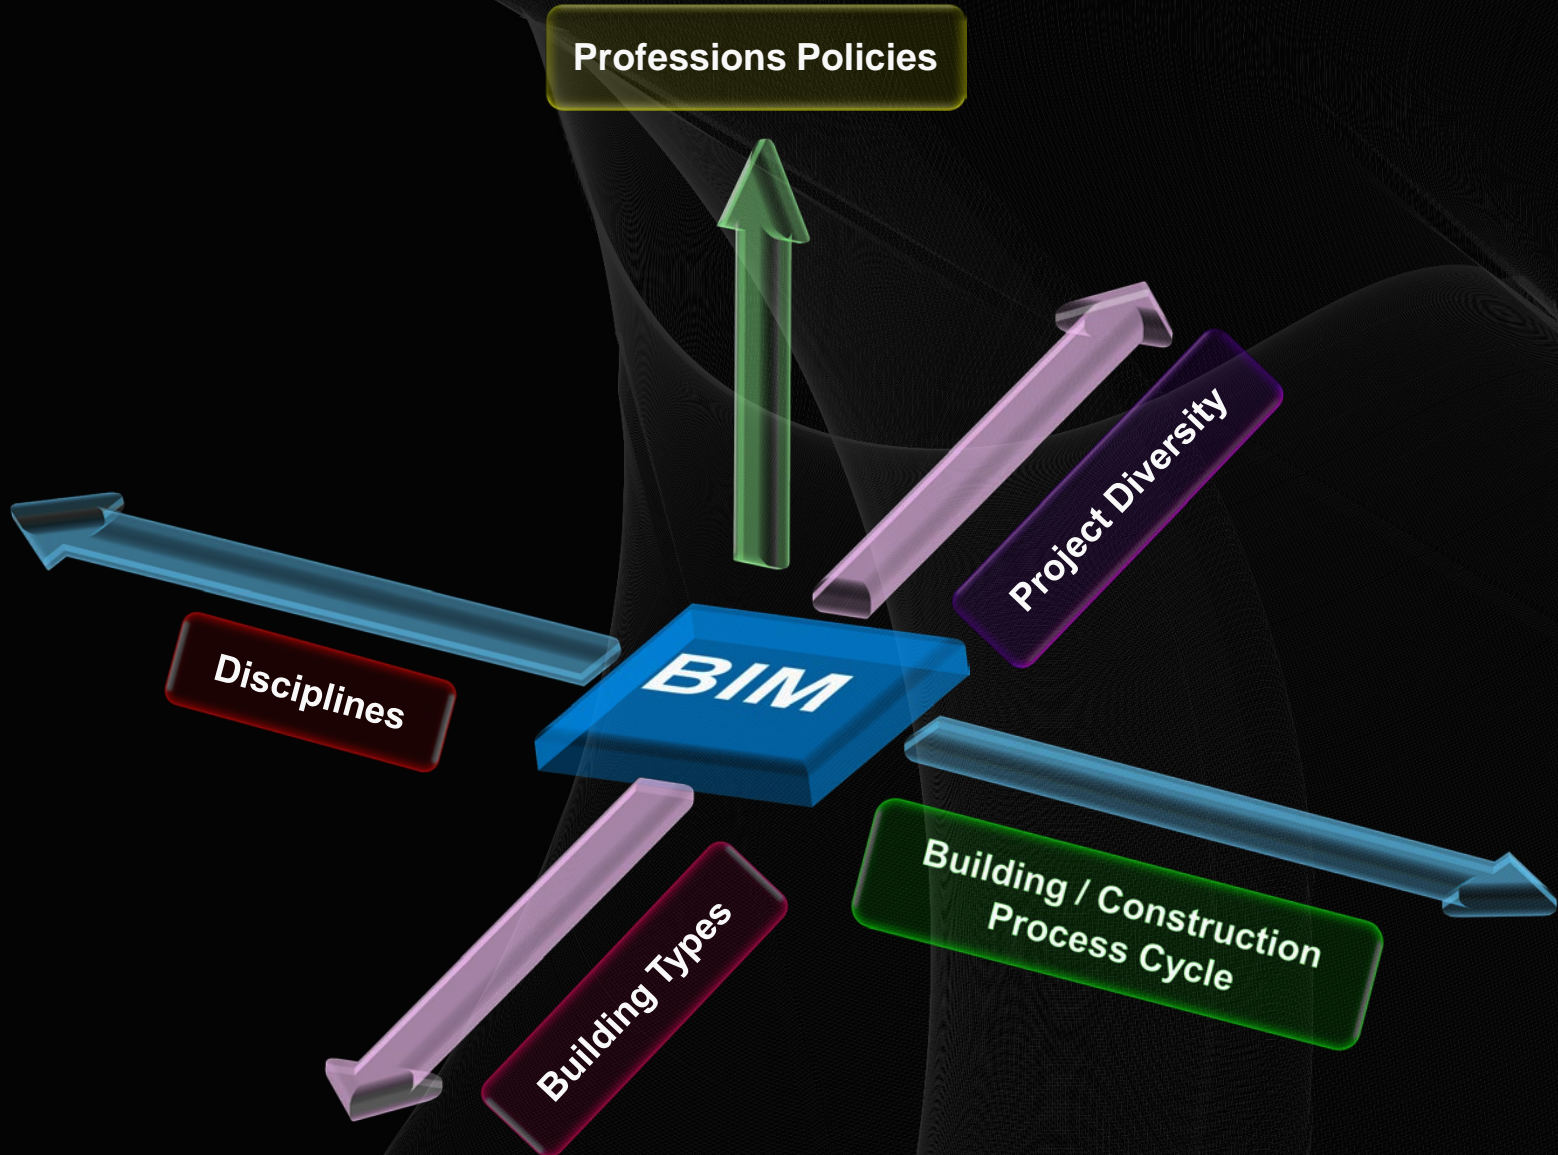 Professions Policies
Project Diversity
Disciplines
BIM
Building / Construction
Process Cycle
Building Types